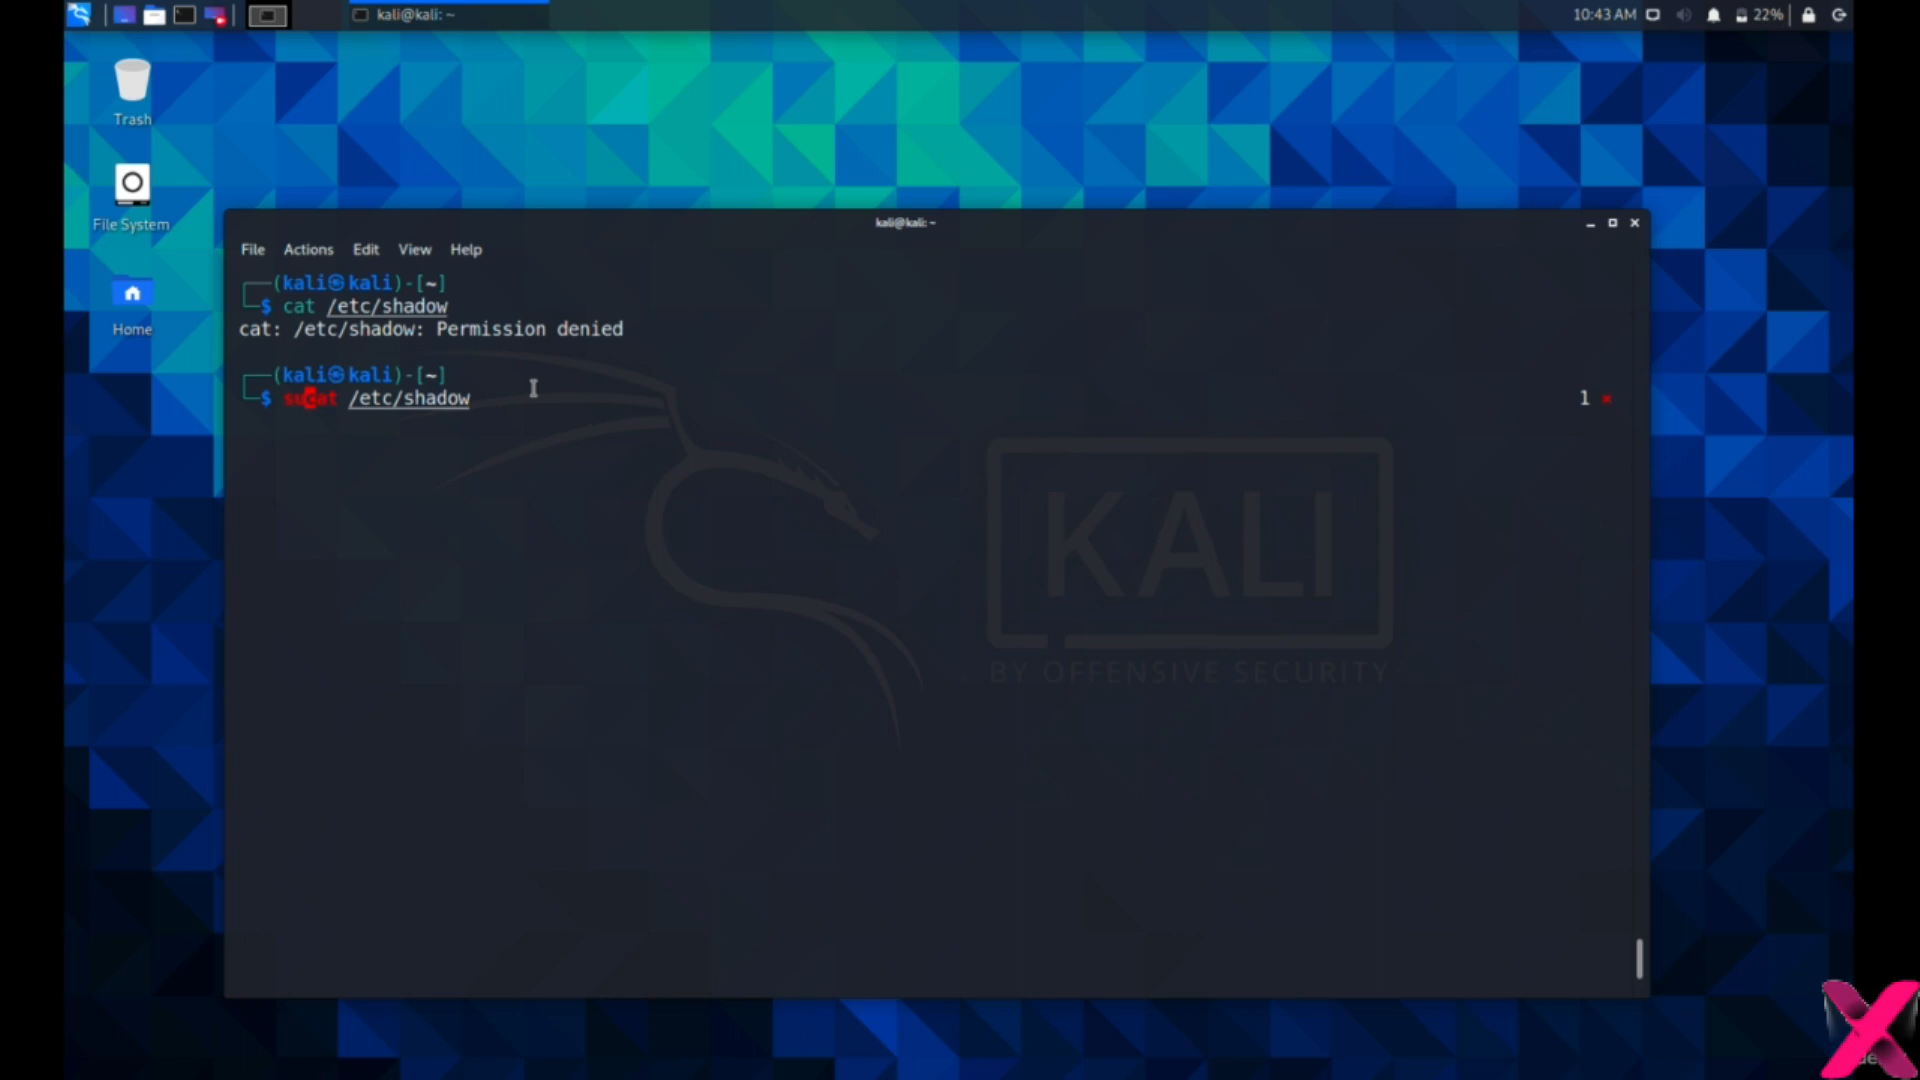 kali@kali: ~
10:43 AM
22%
Trash
File System
Home
kali@kali: ~
File Actions Edit View Help
(kali㉿kali)-[~]
$ cat /etc/shadow
cat: /etc/shadow: Permission denied
(kali㉿kali)-[~]
$ sucat /etc/shadow 1 ⨯
KALI
BY OFFENSIVE SECURITY